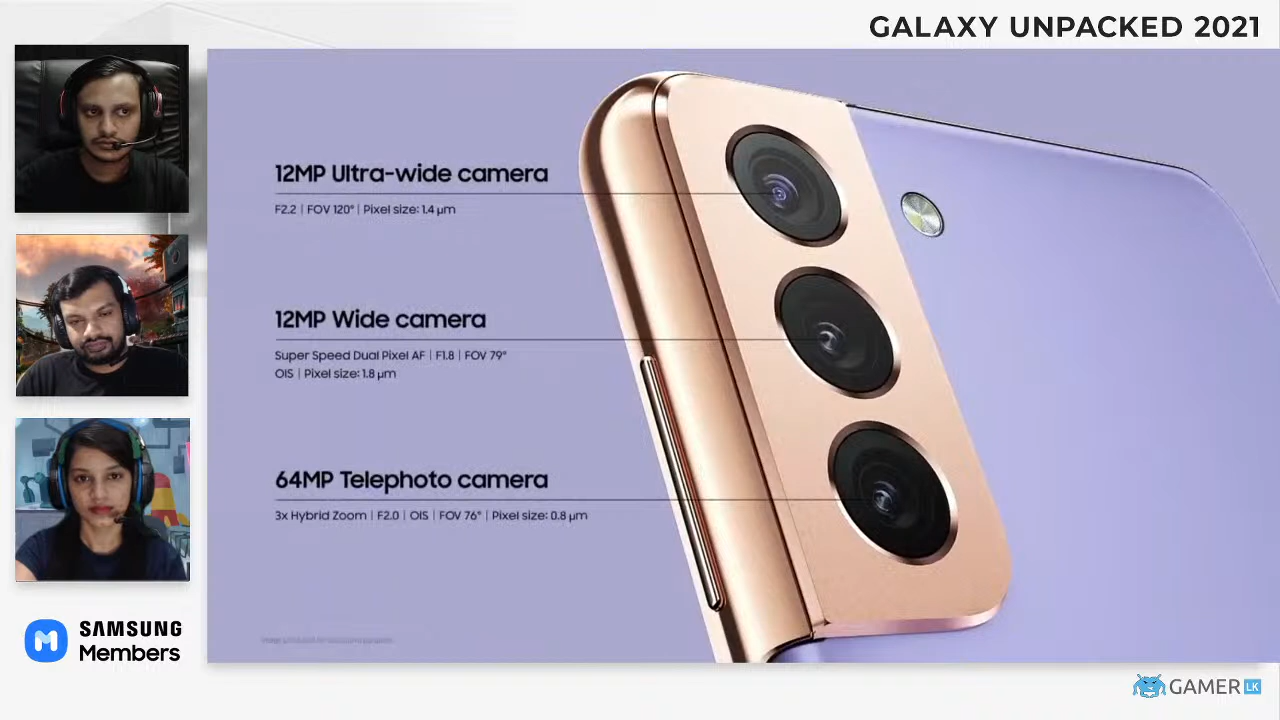 GALAXY UNPACKED 2021
12MP Ultra-wide camera
F2.2 | FOV 120° | Pixel size: 1.4 μm
12MP Wide camera
Super Speed Dual Pixel AF | F1.8 | FOV 79°
OIS | Pixel size: 1.8 μm
64MP Telephoto camera
3x Hybrid Zoom | F2.0 | OIS | FOV 76° | Pixel size: 0.8 μm
SAMSUNG
Members
GAMER LK